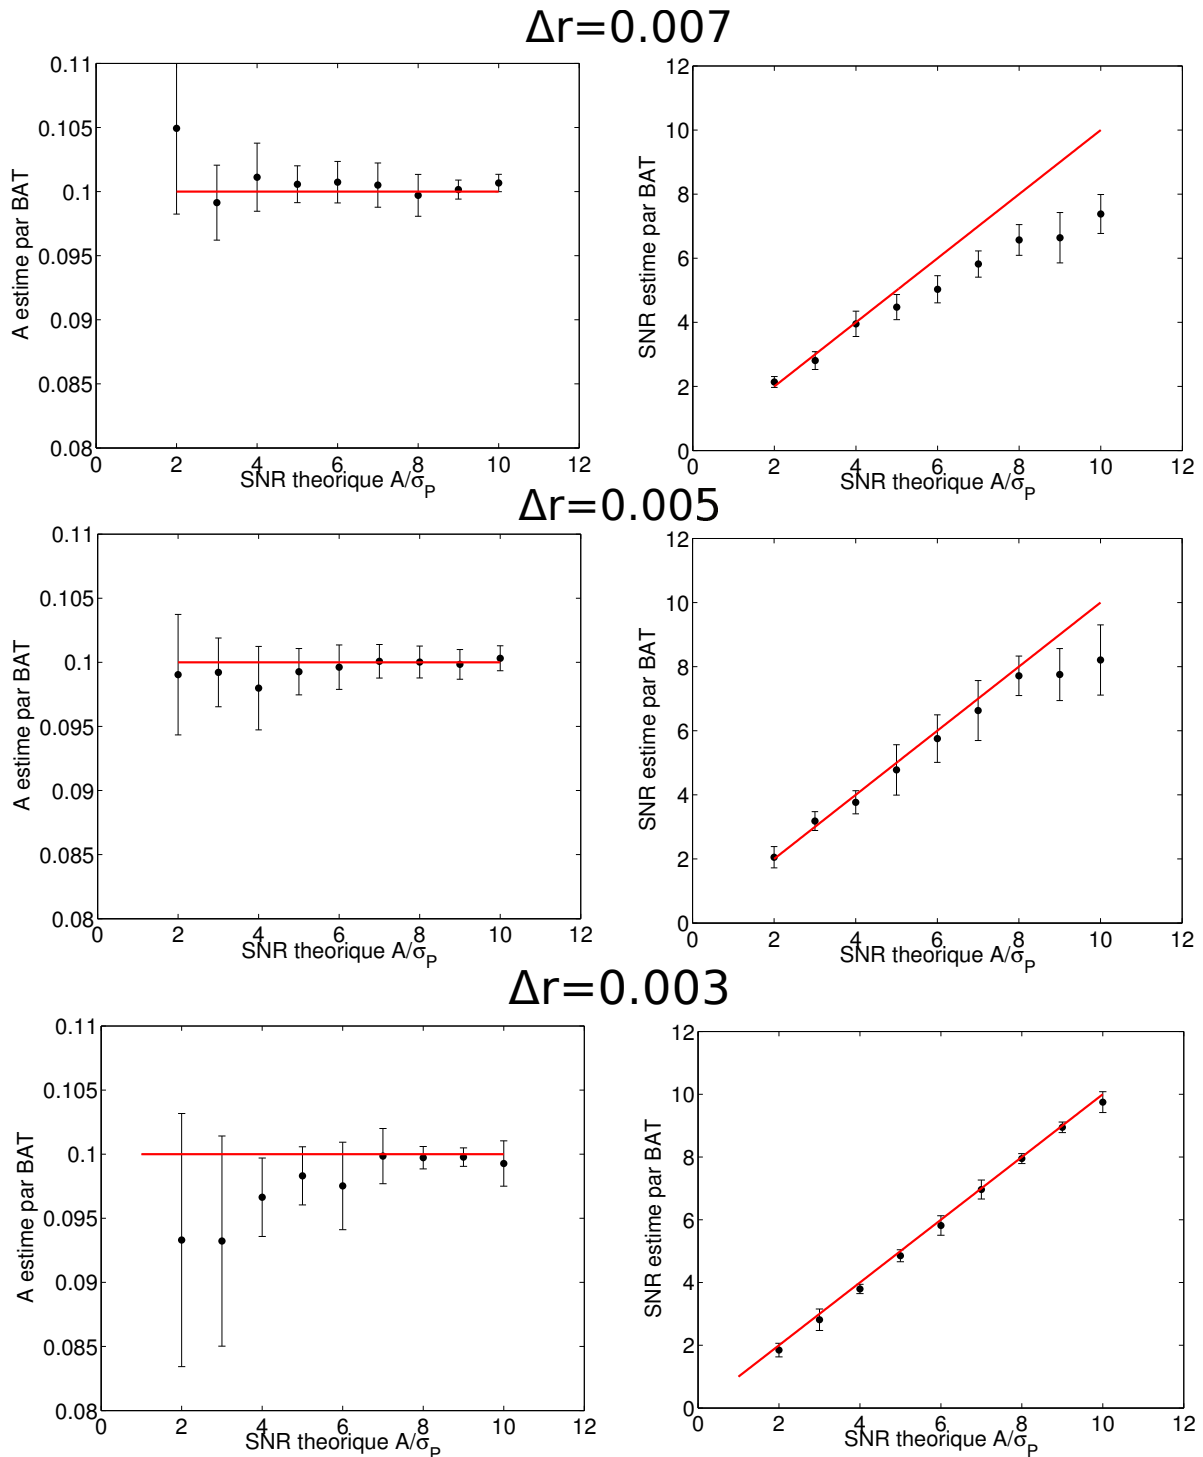 Δr=0.007
0.11
0.105
0.1
0.095
0.09
0.085
0.08
A estime par BAT
0 2 4 6 8 10 12
SNR theorique A/σP
12
10
8
6
4
2
0
SNR estime par BAT
0 2 4 6 8 10 12
SNR theorique A/σP
Δr=0.005
0.11
0.105
0.1
0.095
0.09
0.085
0.08
A estime par BAT
0 2 4 6 8 10 12
SNR theorique A/σP
12
10
8
6
4
2
0
SNR estime par BAT
0 2 4 6 8 10 12
SNR theorique A/σP
Δr=0.003
0.11
0.105
0.1
0.095
0.09
0.085
0.08
A estime par BAT
0 2 4 6 8 10 12
SNR theorique A/σP
12
10
8
6
4
2
0
SNR estime par BAT
0 2 4 6 8 10 12
SNR theorique A/σP